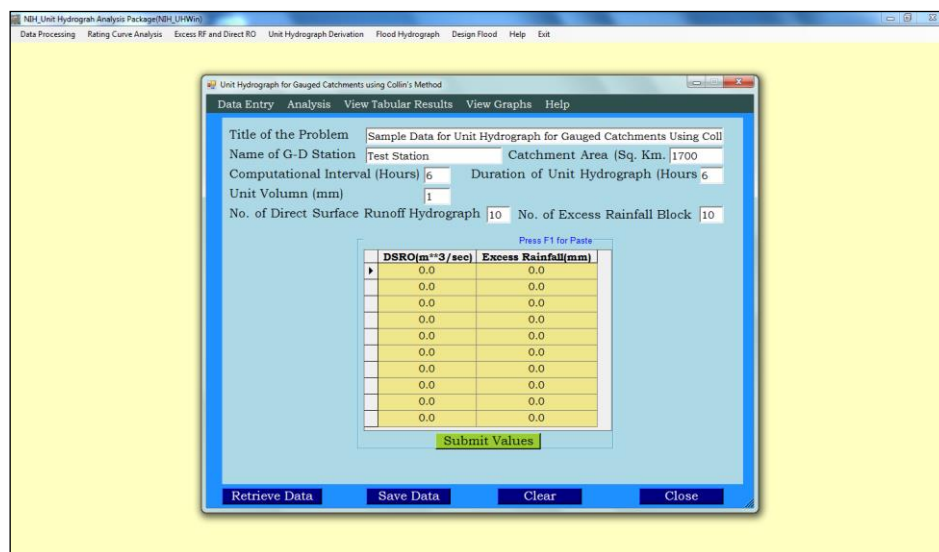 NIH_Unit Hydrograh Analysis Package(NIH_UHWin)
Data Processing Rating Curve Analysis Excess RF and Direct RO Unit Hydrograph Derivation Flood Hydrograph Design Flood Help Exit
Unit Hydrograph for Gauged Catchments using Collin's Method
Data Entry Analysis View Tabular Results View Graphs Help
Title of the Problem Sample Data for Unit Hydrograph for Gauged Catchments Using Coll
Name of G-D Station Test Station Catchment Area (Sq. Km. 1700
Computational Interval (Hours) 6 Duration of Unit Hydrograph (Hours 6
Unit Volumn (mm) 1
No. of Direct Surface Runoff Hydrograph 10 No. of Excess Rainfall Block 10
Press F1 for Paste
DSRO(m**3/sec) Excess Rainfall(mm)
0.0 0.0
0.0 0.0
0.0 0.0
0.0 0.0
0.0 0.0
0.0 0.0
0.0 0.0
0.0 0.0
0.0 0.0
0.0 0.0
Submit Values
Retrieve Data Save Data Clear Close